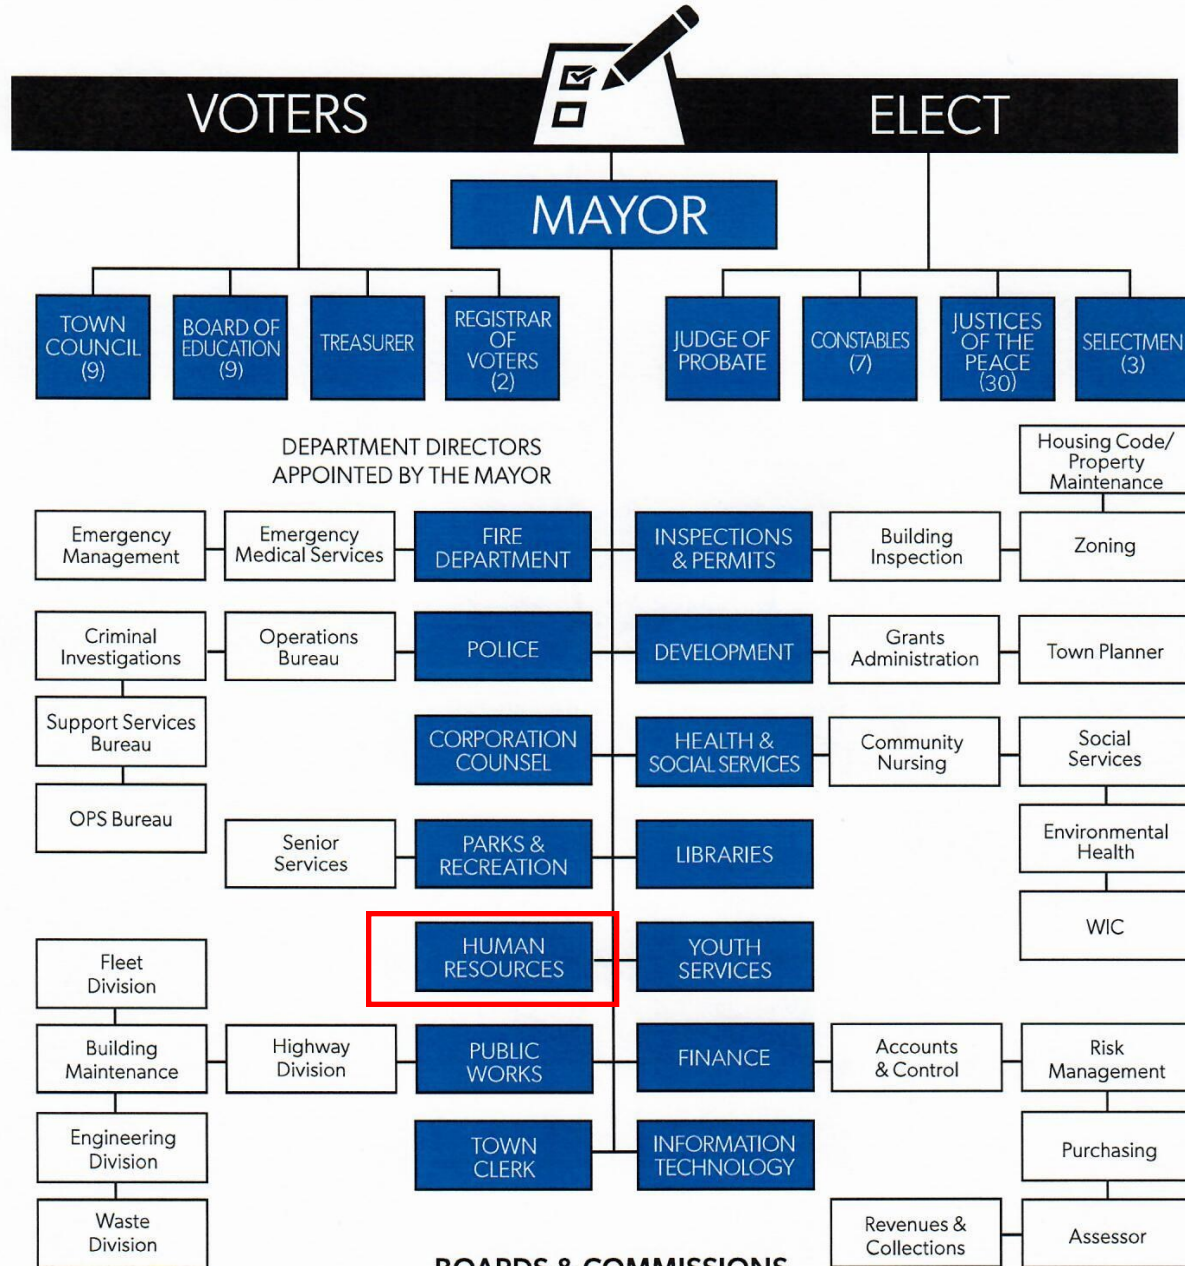 VOTERS
ELECT
MAYOR
TOWN
COUNCIL
(9)
BOARD OF
EDUCATION
(9)
TREASURER
REGISTRAR
OF
VOTERS
(2)
JUDGE OF
PROBATE
CONSTABLES
(7)
JUSTICES
OF THE
PEACE
(30)
SELECTMEN
(3)
DEPARTMENT DIRECTORS
APPOINTED BY THE MAYOR
Housing Code/
Property
Maintenance
Emergency
Management
Emergency
Medical Services
FIRE
DEPARTMENT
INSPECTIONS
& PERMITS
Building
Inspection
Zoning
Criminal
Investigations
Operations
Bureau
POLICE
DEVELOPMENT
Grants
Administration
Town Planner
Support Services
Bureau
CORPORATION
COUNSEL
HEALTH &
SOCIAL SERVICES
Community
Nursing
Social
Services
OPS Bureau
Senior
Services
PARKS &
RECREATION
LIBRARIES
Environmental
Health
HUMAN
RESOURCES
YOUTH
SERVICES
WIC
Fleet
Division
Building
Maintenance
Highway
Division
PUBLIC
WORKS
FINANCE
Accounts
& Control
Risk
Management
Engineering
Division
TOWN
CLERK
INFORMATION
TECHNOLOGY
Purchasing
Waste
Division
Revenues &
Collections
Assessor
BOARDS & COMMISSIONS